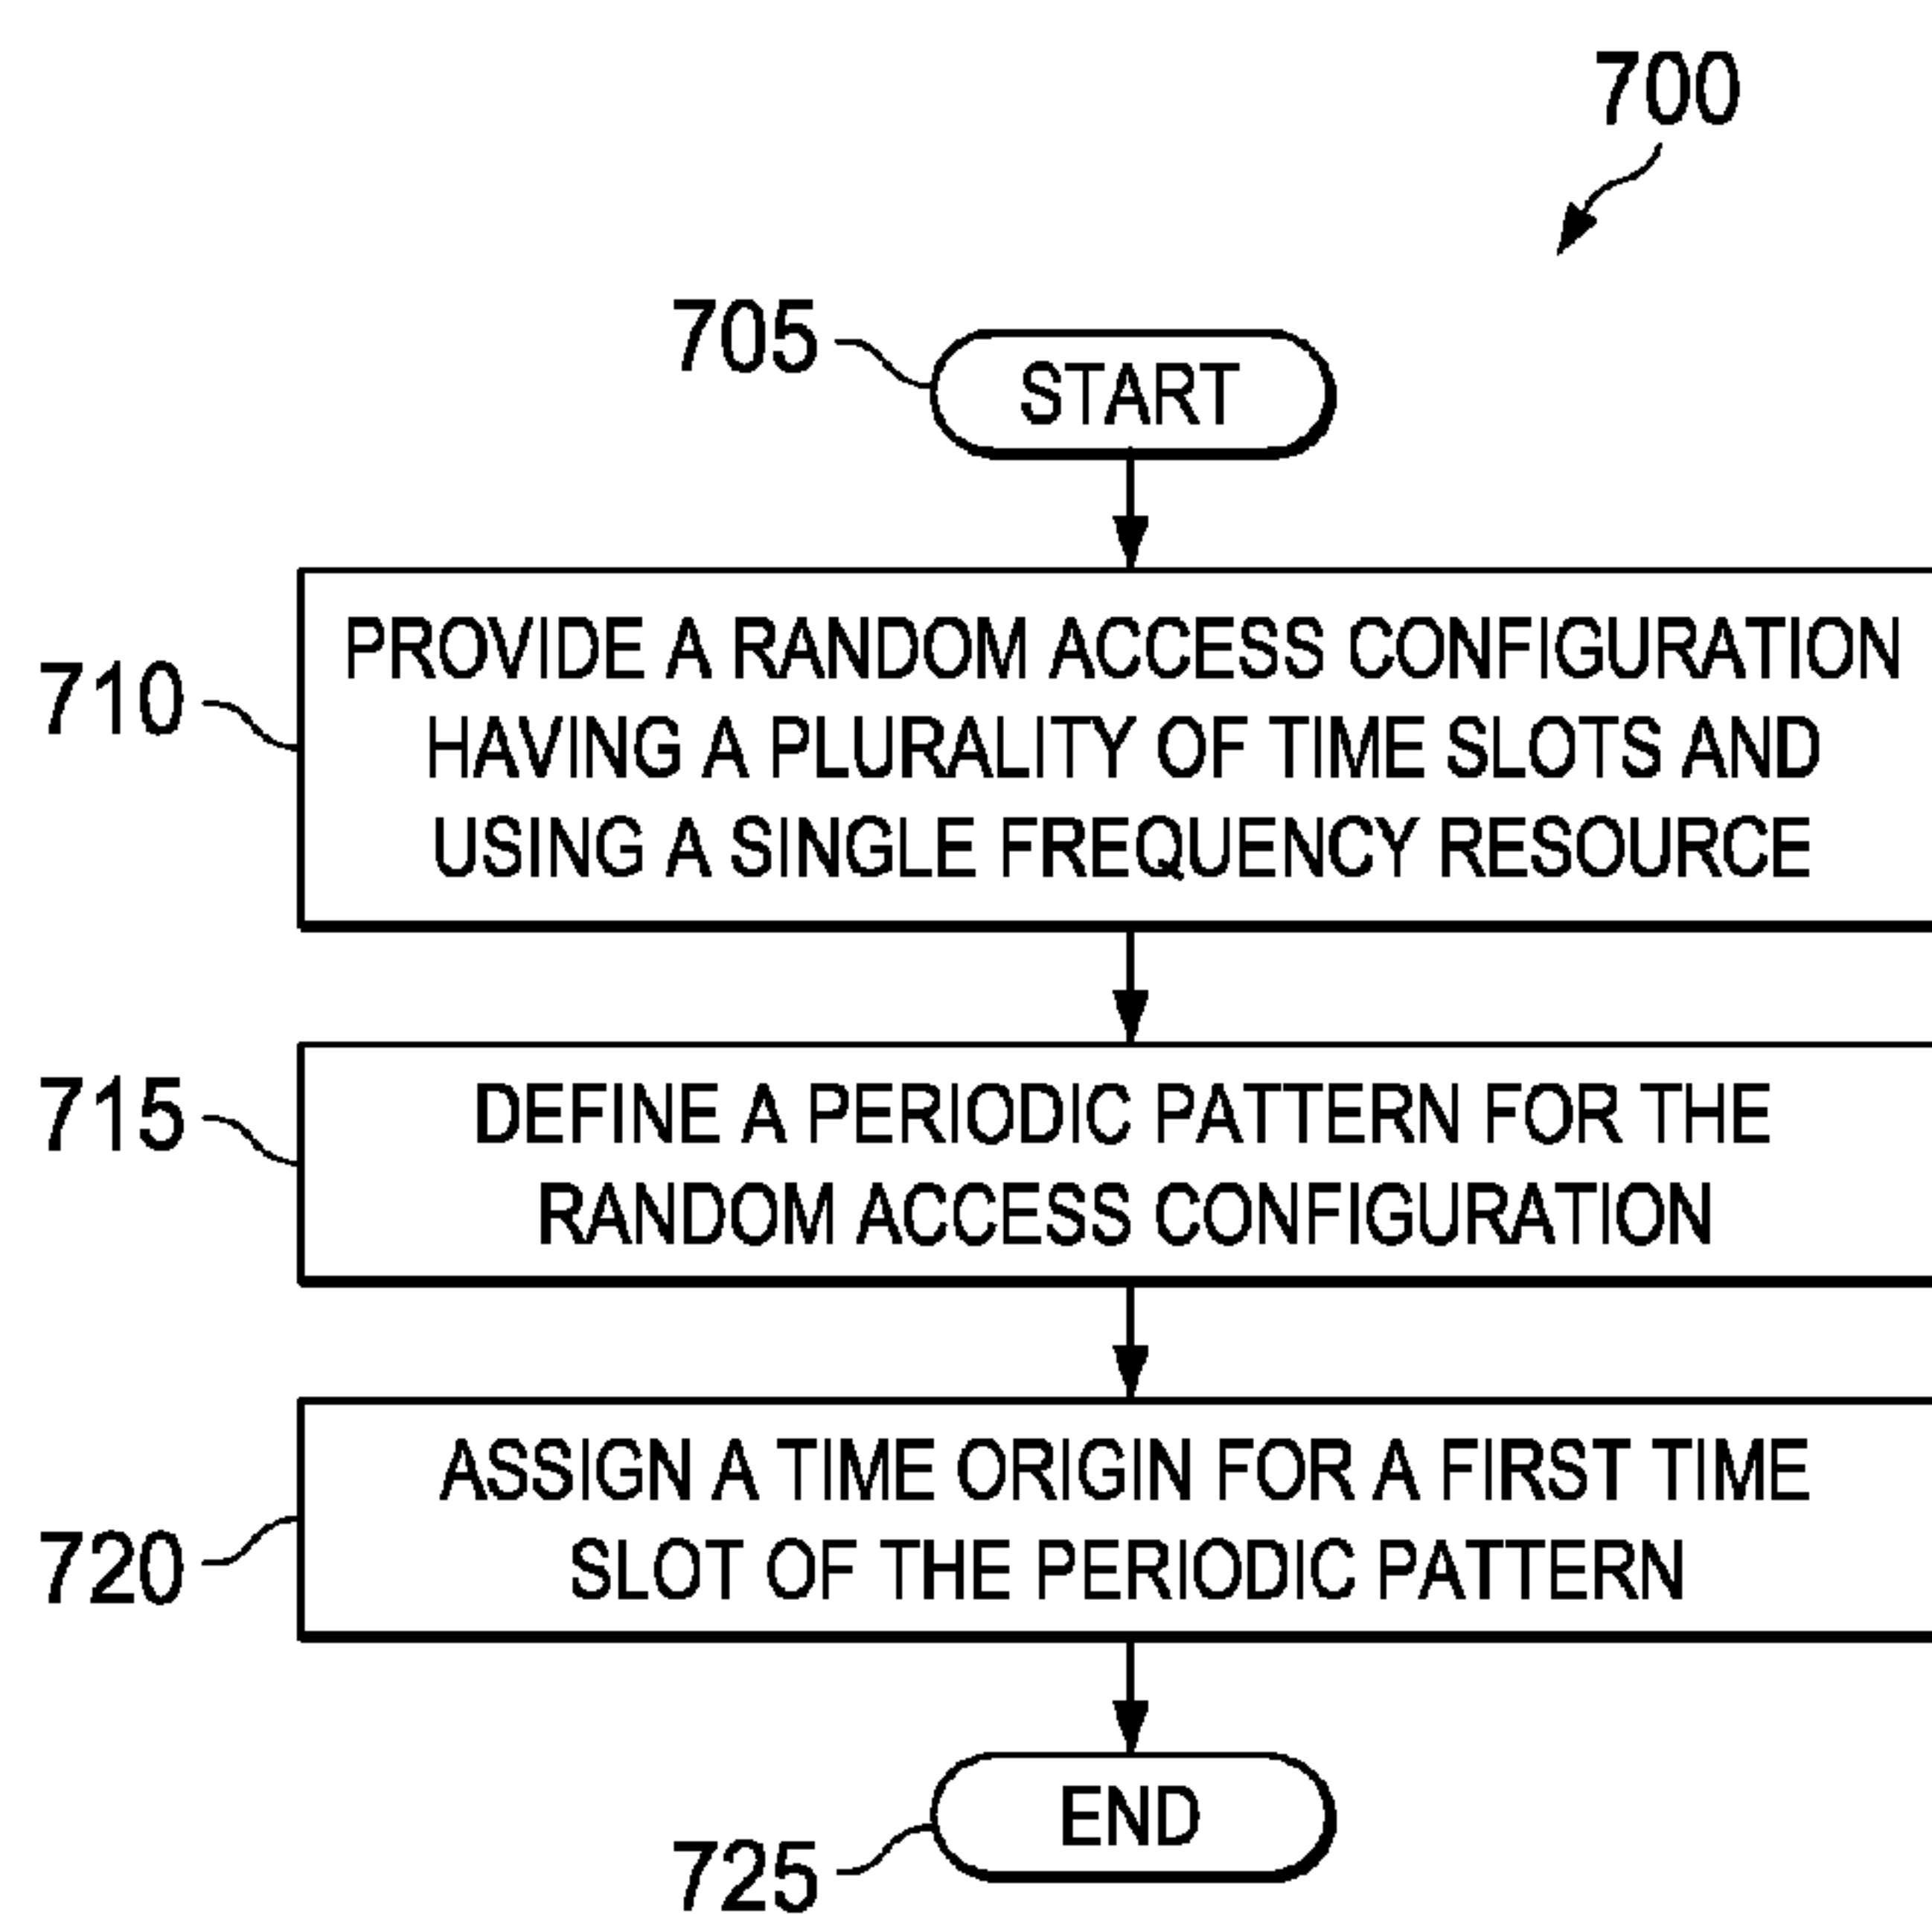 700
705
START
710
PROVIDE A RANDOM ACCESS CONFIGURATION
HAVING A PLURALITY OF TIME SLOTS AND
USING A SINGLE FREQUENCY RESOURCE
715
DEFINE A PERIODIC PATTERN FOR THE
RANDOM ACCESS CONFIGURATION
720
ASSIGN A TIME ORIGIN FOR A FIRST TIME
SLOT OF THE PERIODIC PATTERN
END
725